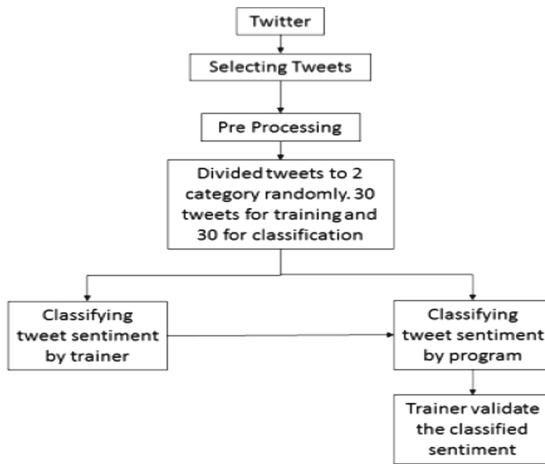 Twitter
Selecting Tweets
Pre Processing
Divided tweets to 2
category randomly. 30
tweets for training and
30 for classification
Classifying
tweet sentiment
by trainer
Classifying
tweet sentiment
by program
Trainer validate
the classified
sentiment